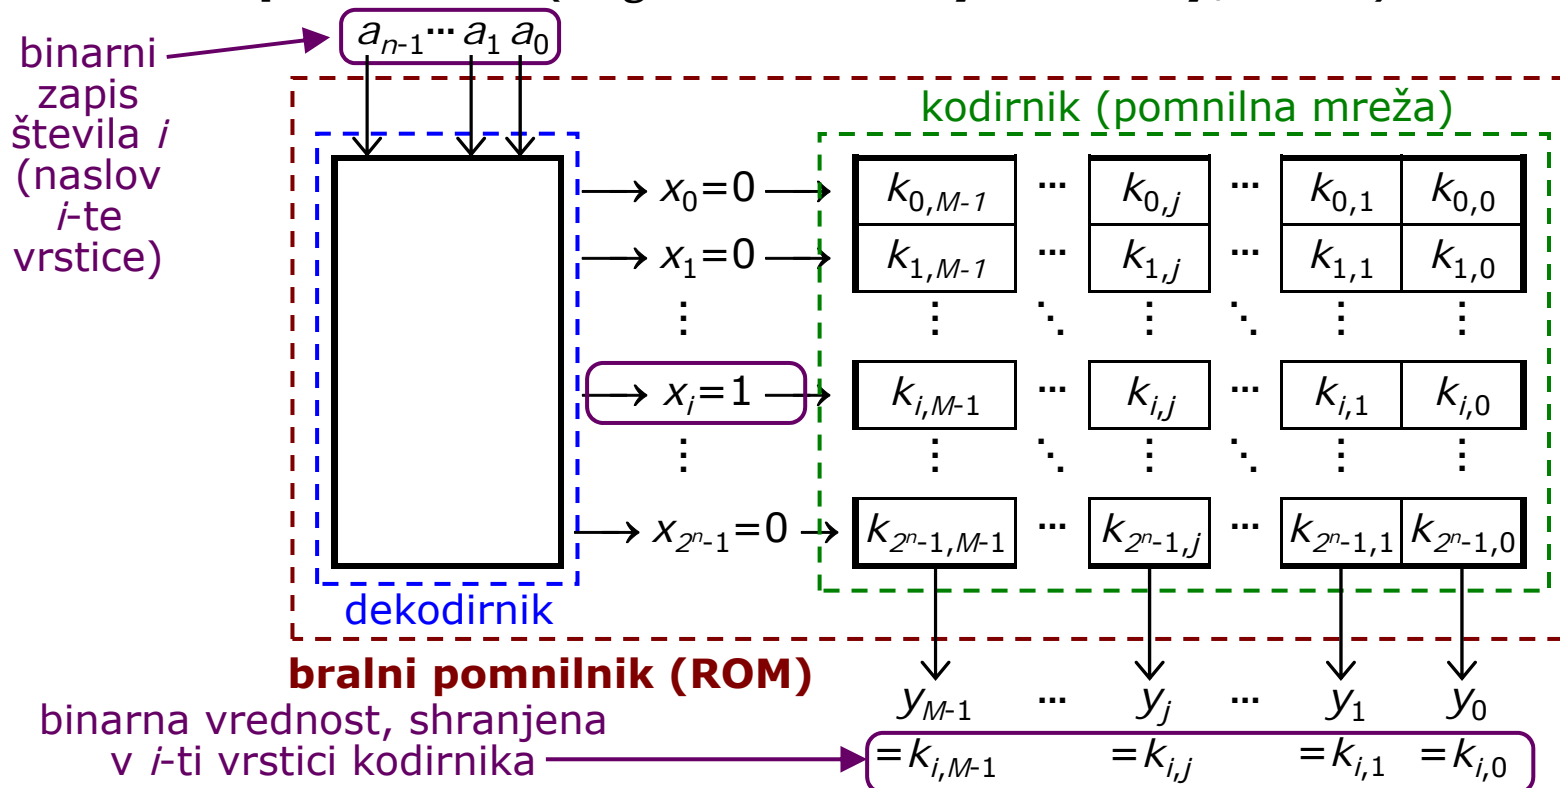 a_{n-1} ··· a_1 a_0
binarni
zapis
števila i
(naslov
i-te
vrstice)
kodirnik (pomnilna mreža)
x_0=0 k_{0,M-1} ··· k_{0,j} ··· k_{0,1} k_{0,0}
x_1=0 k_{1,M-1} ··· k_{1,j} ··· k_{1,1} k_{1,0}
⋮ ⋮ ⋱ ⋮ ⋱ ⋮ ⋮
x_i=1 k_{i,M-1} ··· k_{i,j} ··· k_{i,1} k_{i,0}
⋮ ⋮ ⋱ ⋮ ⋱ ⋮ ⋮
x_{2^n-1}=0 k_{2^n-1,M-1} ··· k_{2^n-1,j} ··· k_{2^n-1,1} k_{2^n-1,0}
dekodirnik
bralni pomnilnik (ROM)
y_{M-1} ··· y_j ··· y_1 y_0
binarna vrednost, shranjena
v i-ti vrstici kodirnika
=k_{i,M-1} =k_{i,j} =k_{i,1} =k_{i,0}